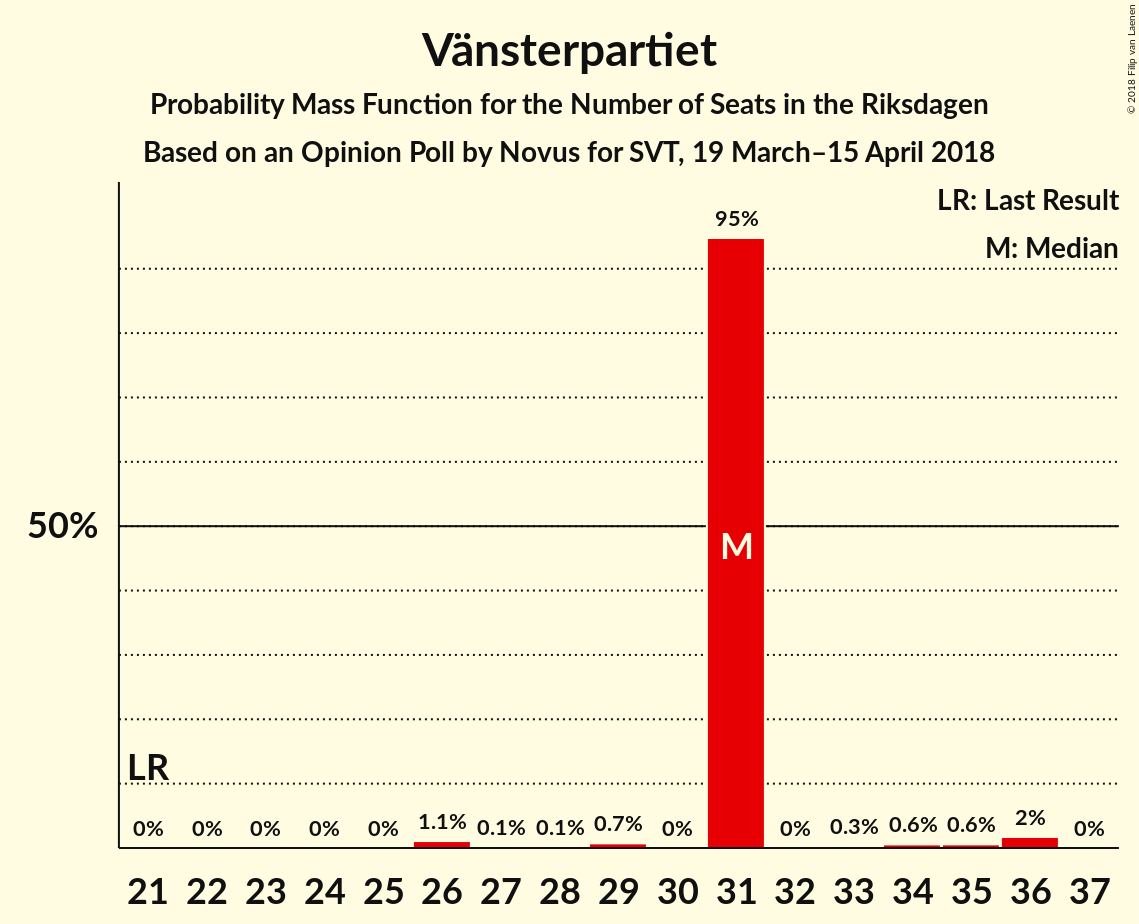 Vänsterpartiet
Probability Mass Function for the Number of Seats in the Riksdagen
Based on an Opinion Poll by Novus for SVT, 19 March–15 April 2018
© 2018 Filip van Laenen
LR: Last Result
M: Median
95%
50%
M
LR
0% 0% 0% 0% 0% 1.1% 0.1% 0.1% 0.7% 0% 0% 0.3% 0.6% 0.6% 2% 0%
21 22 23 24 25 26 27 28 29 30 31 32 33 34 35 36 37